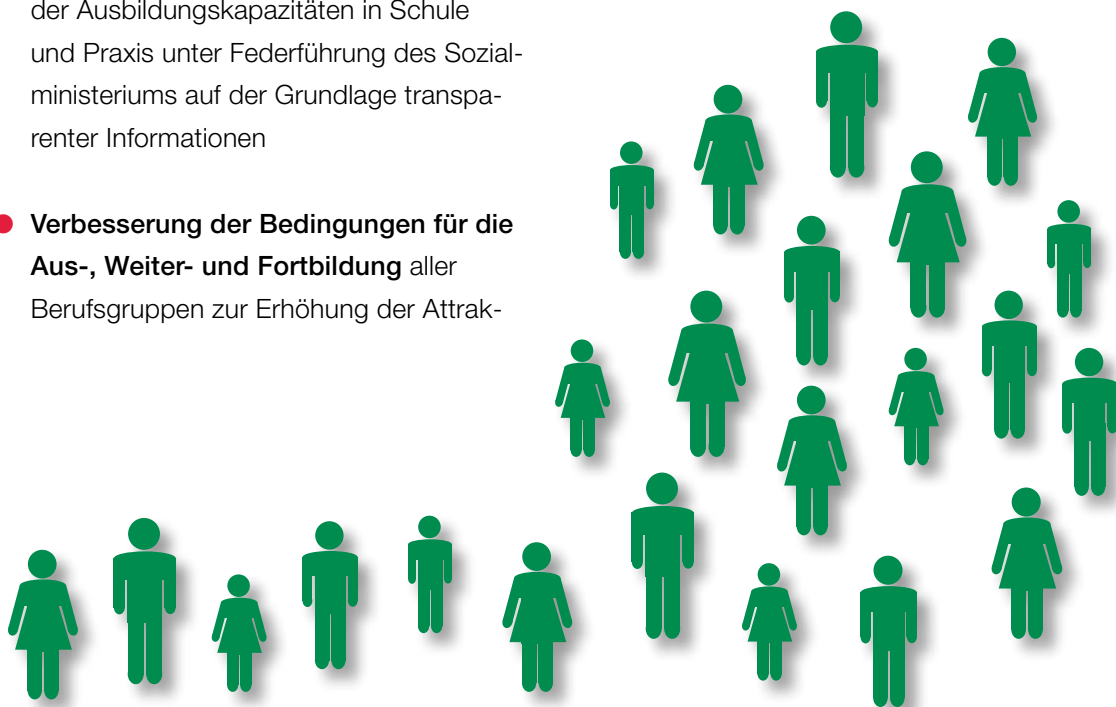 der Ausbildungskapazitäten in Schule
und Praxis unter Federführung des Sozial-
ministeriums auf der Grundlage transpa-
renter Informationen
Verbesserung der Bedingungen für die
Aus-, Weiter- und Fortbildung aller
Berufsgruppen zur Erhöhung der Attrak-